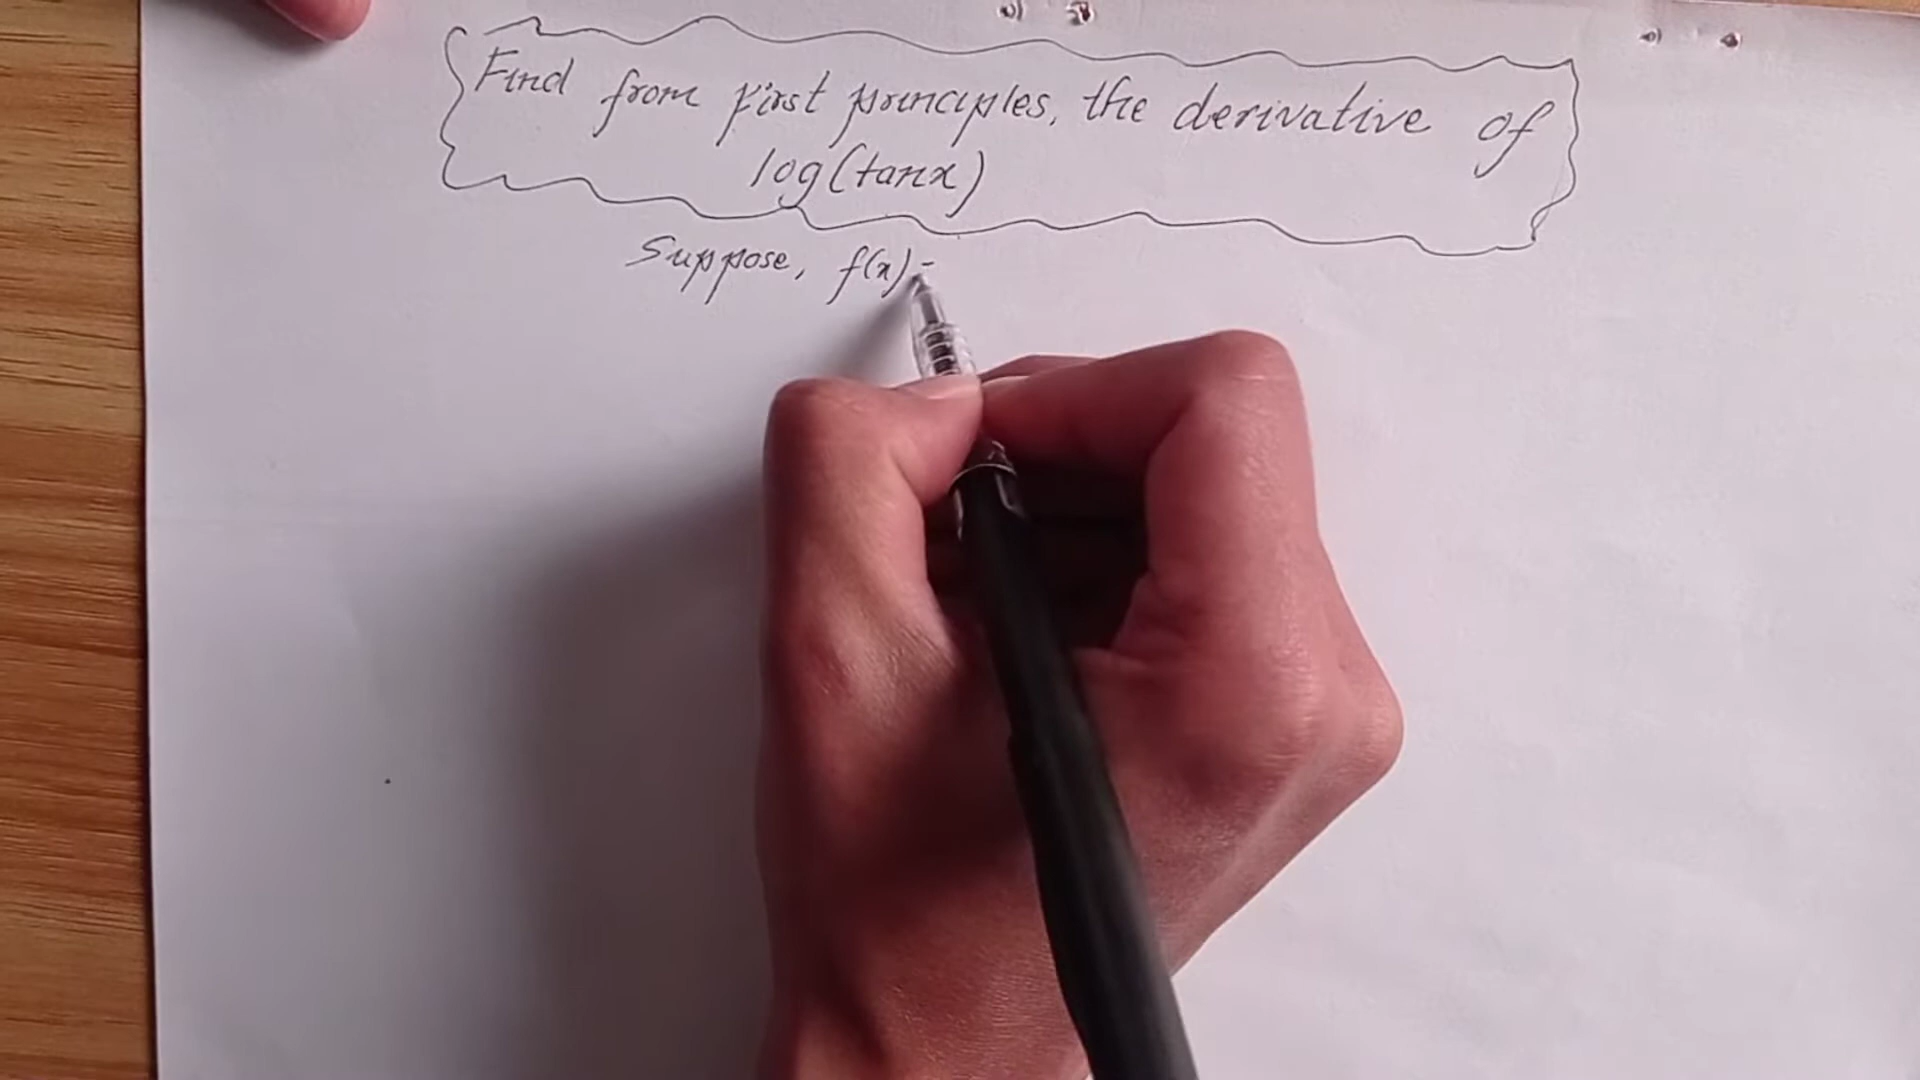 Find from first principles, the derivative of
log(tanx)
Suppose, f(x)=